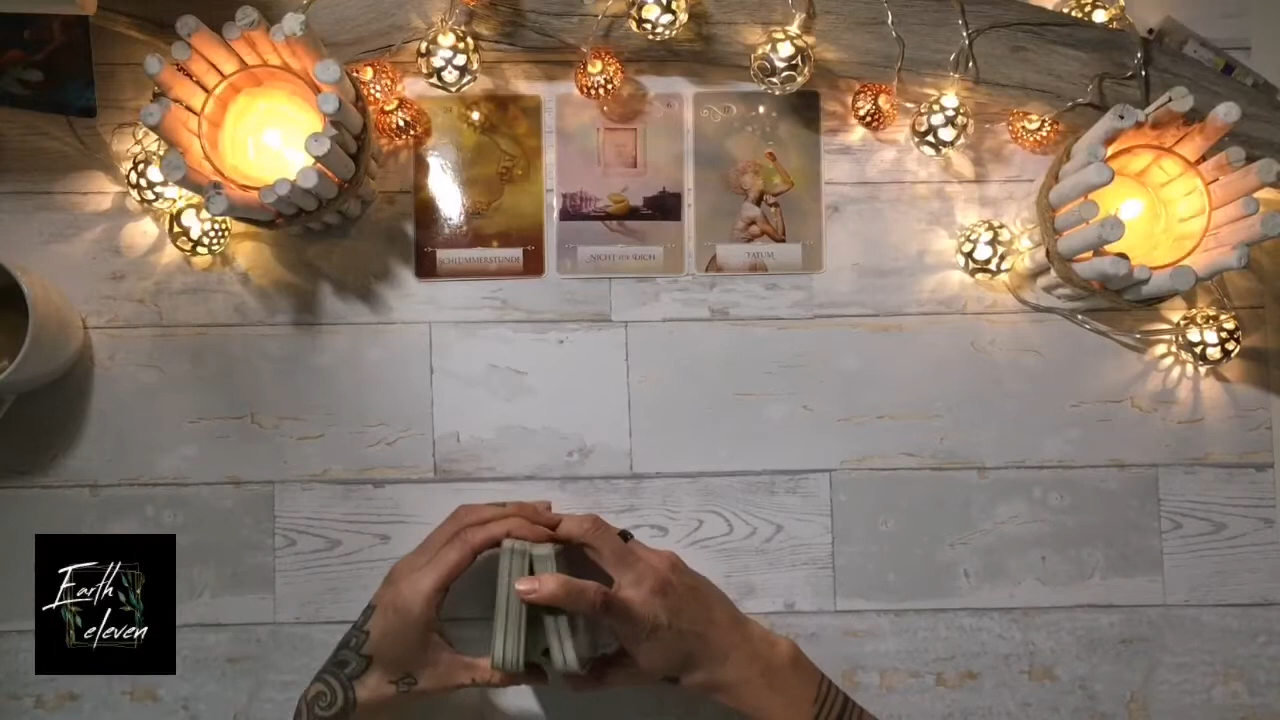 SCHLUMMERSTUNDE
NICHT FÜR DICH
TATUM
Earth
eleven